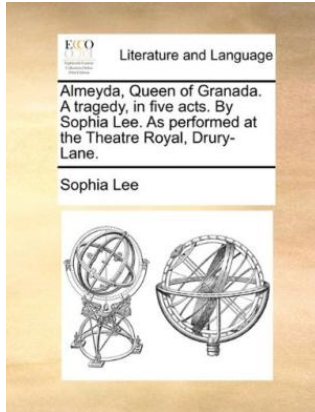 ECCO
Literature and Language
Almeyda, Queen of Granada.
A tragedy, in five acts. By
Sophia Lee. As performed at
the Theatre Royal, Drury-
Lane.
Sophia Lee